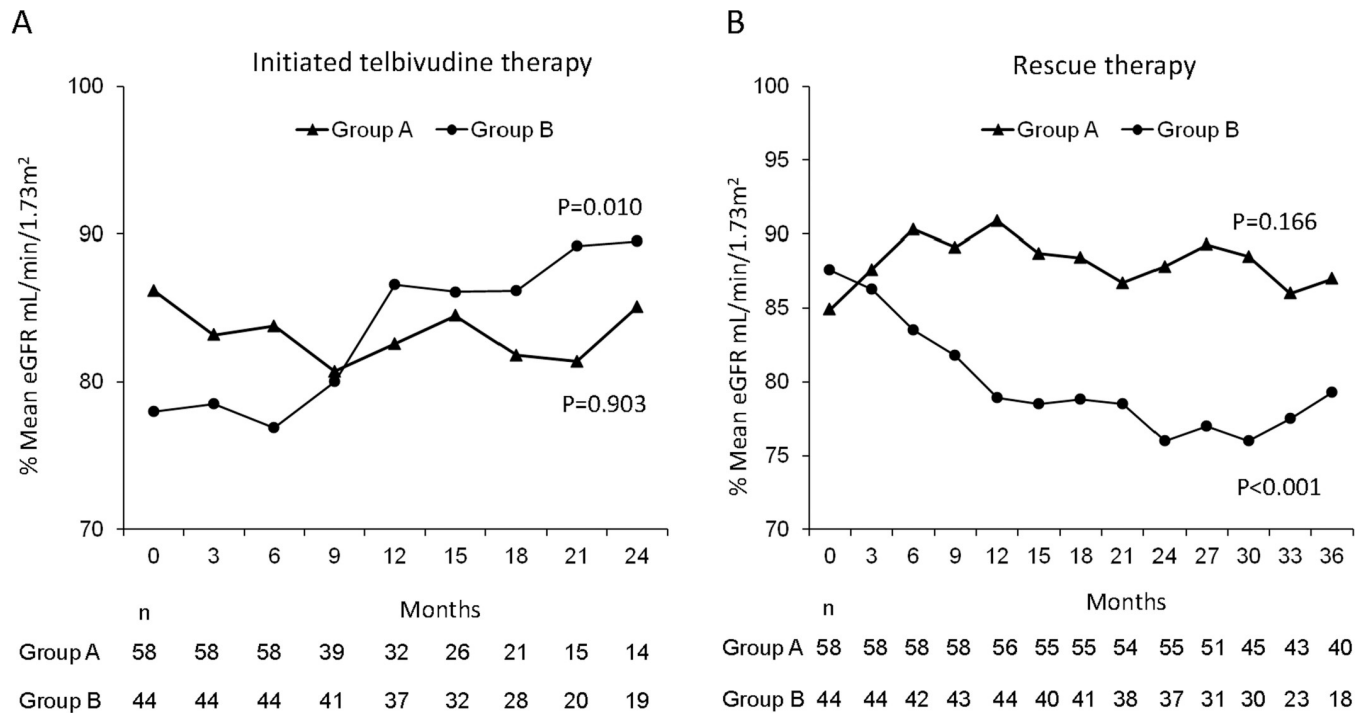 A
Initiated telbivudine therapy
100
90
80
70
% Mean eGFR mL/min/1.73m²
Group A
Group B
P=0.010
P=0.903
0 3 6 9 12 15 18 21 24
n
Months
Group A 58 58 58 39 32 26 21 15 14
Group B 44 44 44 41 37 32 28 20 19
B
Rescue therapy
100
95
90
85
80
75
70
% Mean eGFR mL/min/1.73m²
Group A
Group B
P=0.166
P<0.001
0 3 6 9 12 15 18 21 24 27 30 33 36
n
Months
Group A 58 58 58 58 56 55 55 54 55 51 45 43 40
Group B 44 44 42 43 44 40 41 38 37 31 30 23 18